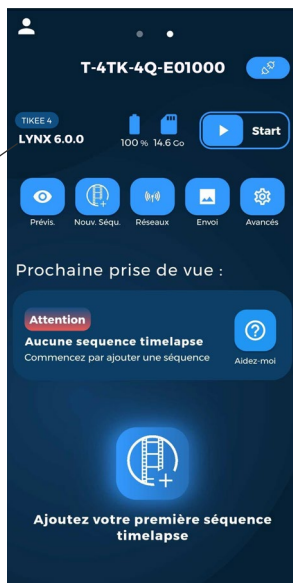 T-4TK-4Q-E01000
TIKEE 4
LYNX 6.0.0
100 % 14.6 Go
Start
Prévis. Nouv. Séqu. Réseaux Envoi Avancés
Prochaine prise de vue :
Attention
Aucune sequence timelapse
Commencez par ajouter une séquence
Aidez-moi
Ajoutez votre première séquence
timelapse